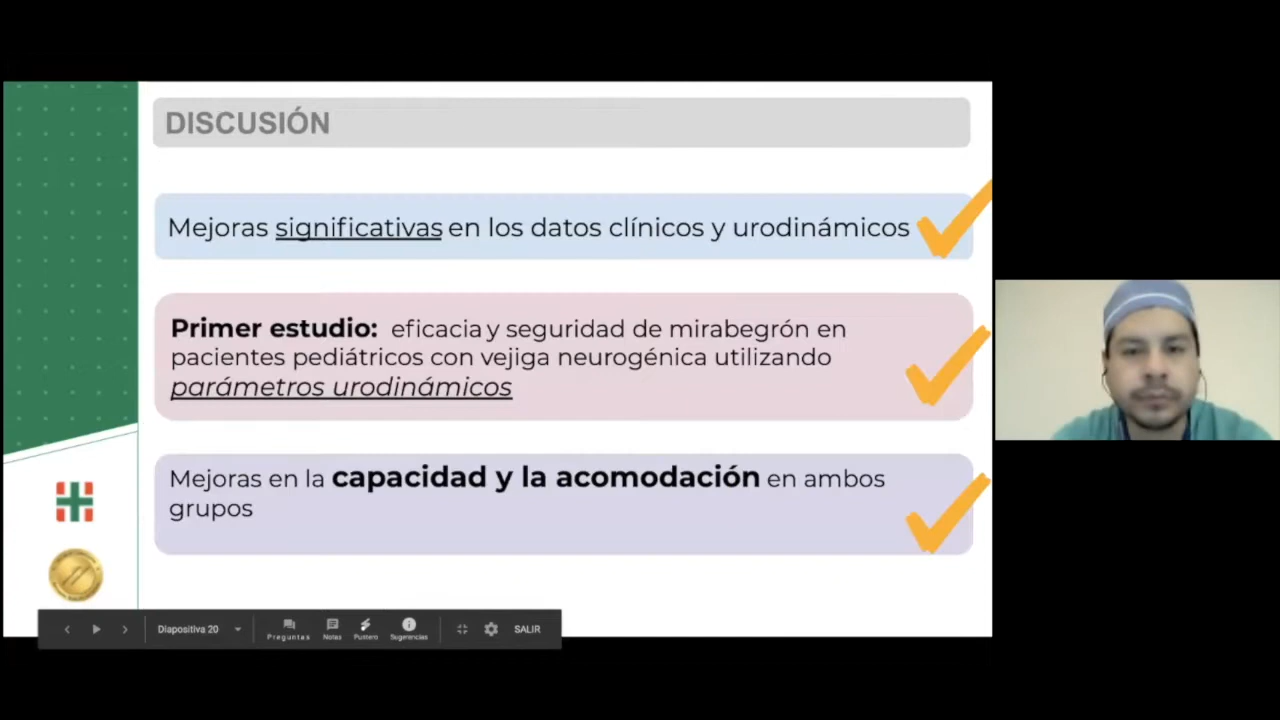 DISCUSIÓN
Mejoras significativas en los datos clínicos y urodinámicos
Primer estudio: eficacia y seguridad de mirabegrón en
pacientes pediátricos con vejiga neurogénica utilizando
parámetros urodinámicos
Mejoras en la capacidad y la acomodación en ambos
grupos
Diapositiva 20
Preguntas
Notas
Puntero
Sugerencias
SALIR